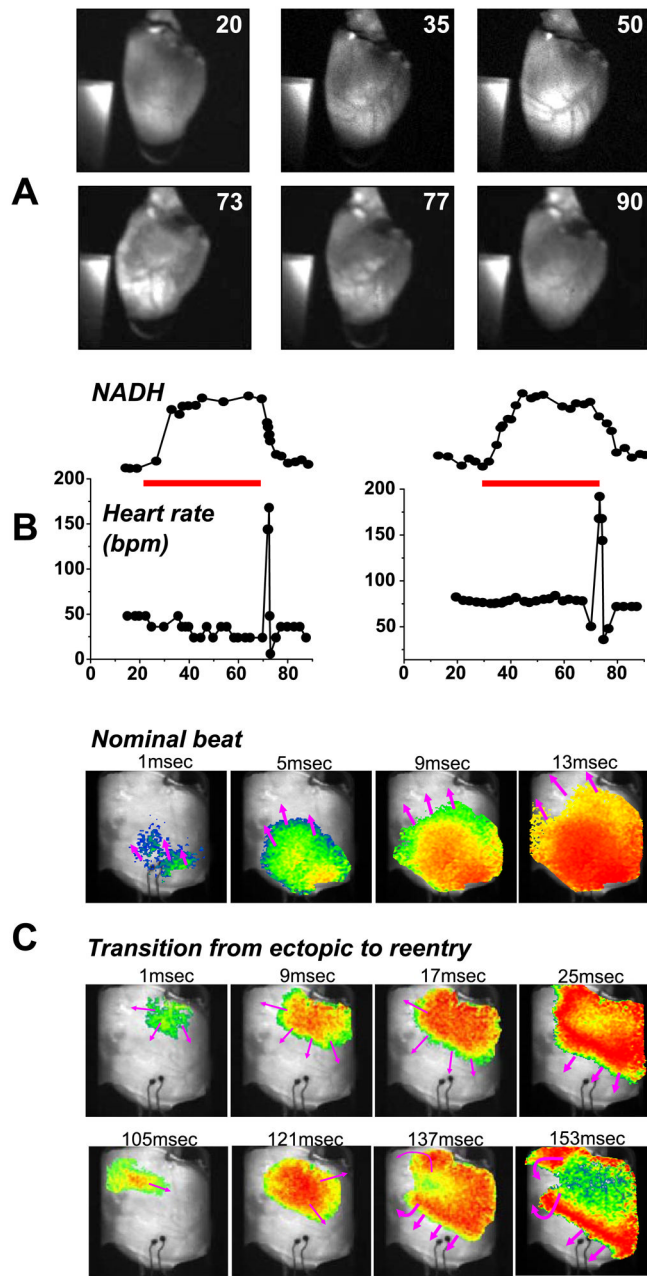 20 35 50
A
73 77 90
NADH
B
200
150
100
50
0
Heart rate
(bpm)
0 20 40 60 80
200
150
100
50
0 20 40 60 80
Nominal beat
1msec 5msec 9msec 13msec
C
Transition from ectopic to reentry
1msec 9msec 17msec 25msec
105msec 121msec 137msec 153msec